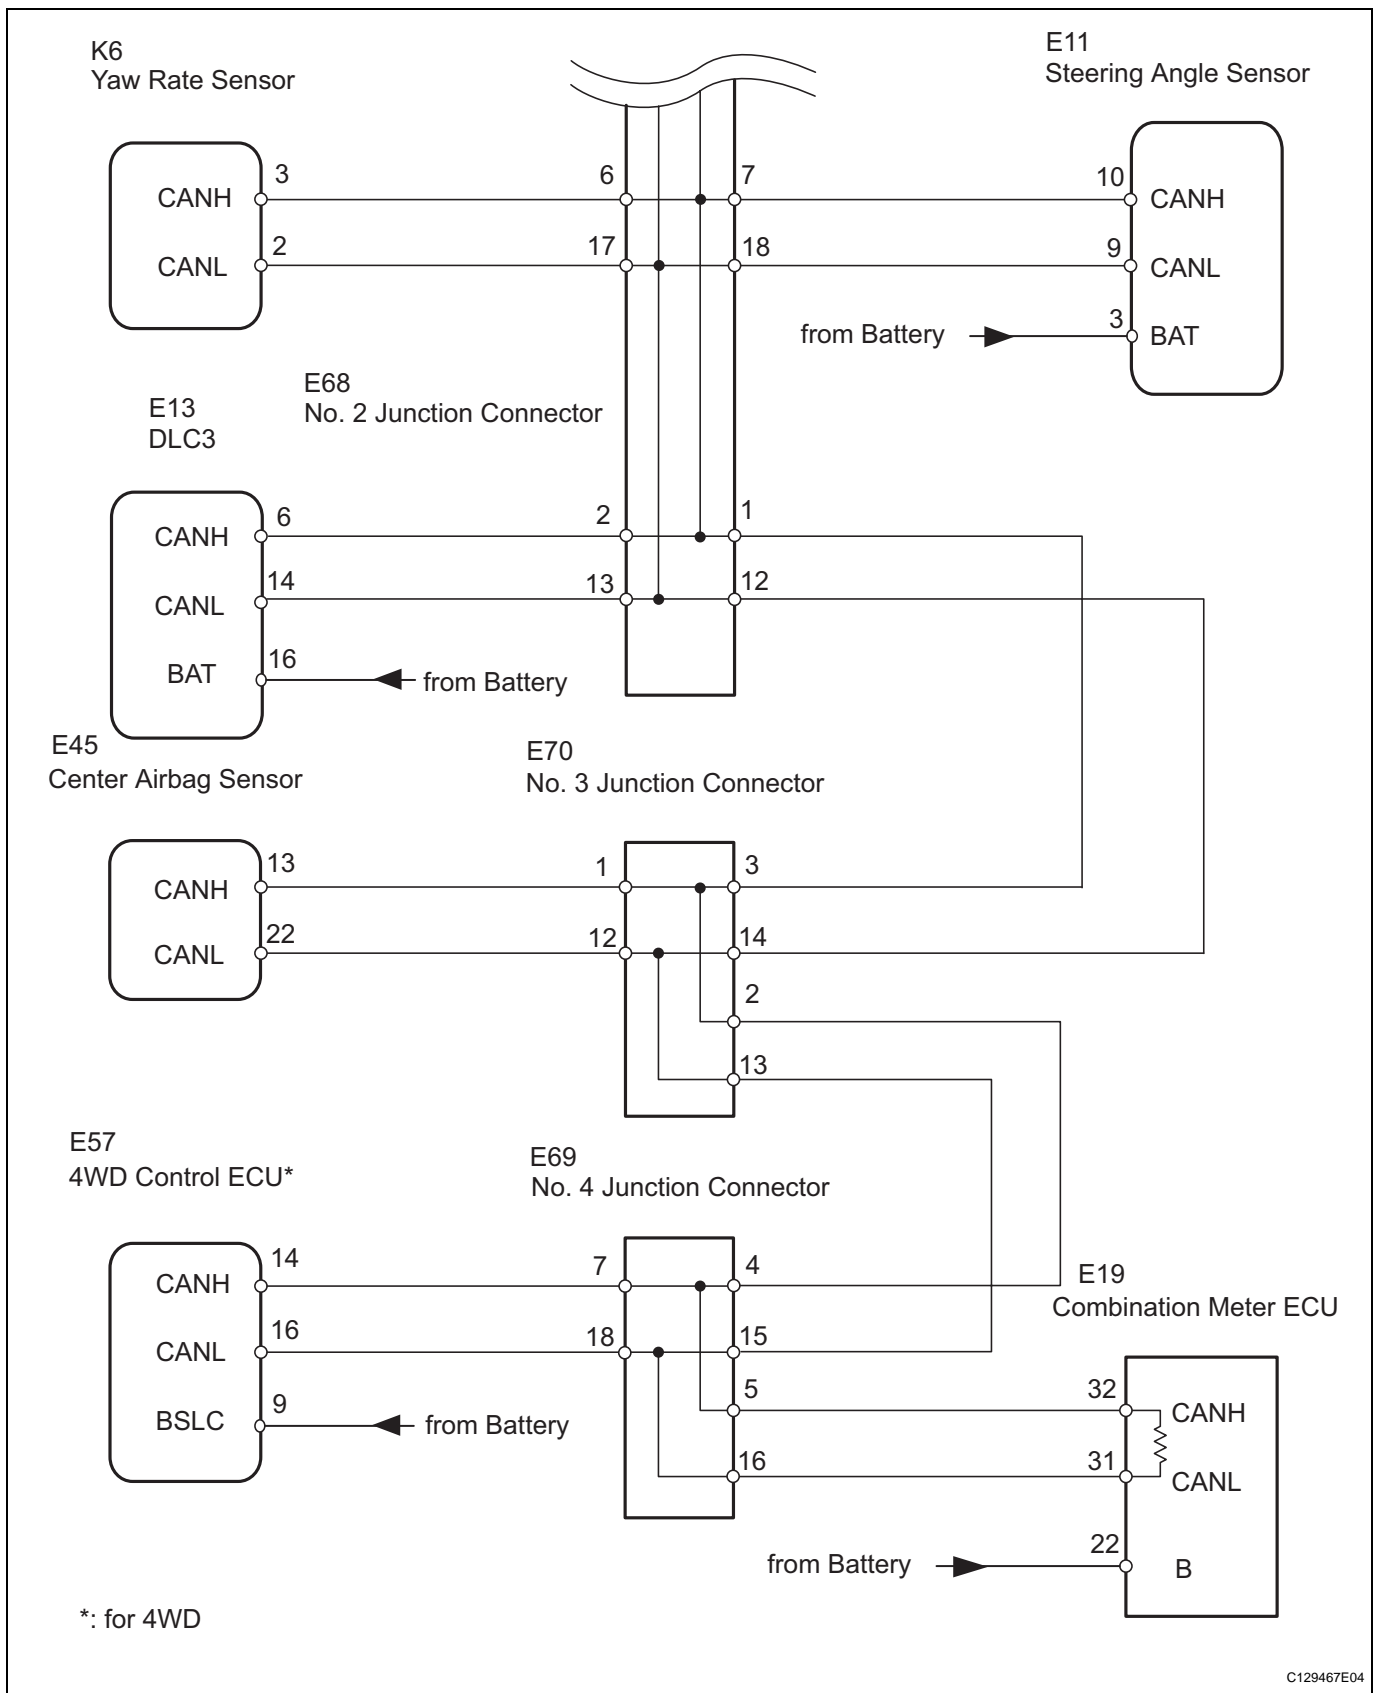 K6
Yaw Rate Sensor
E11
Steering Angle Sensor
3
6
7
10
CANH
CANH
2
17
18
9
CANL
CANL
from Battery
3
BAT
E68
No. 2 Junction Connector
E13
DLC3
6
2
1
CANH
14
13
12
CANL
16
BAT
from Battery
E45
Center Airbag Sensor
E70
No. 3 Junction Connector
13
1
3
CANH
22
12
14
CANL
2
13
E57
4WD Control ECU*
E69
No. 4 Junction Connector
14
7
4
CANH
E19
Combination Meter ECU
16
18
15
CANL
9
5
32
BSLC
from Battery
CANH
16
31
CANL
from Battery
22
B
*: for 4WD
C129467E04